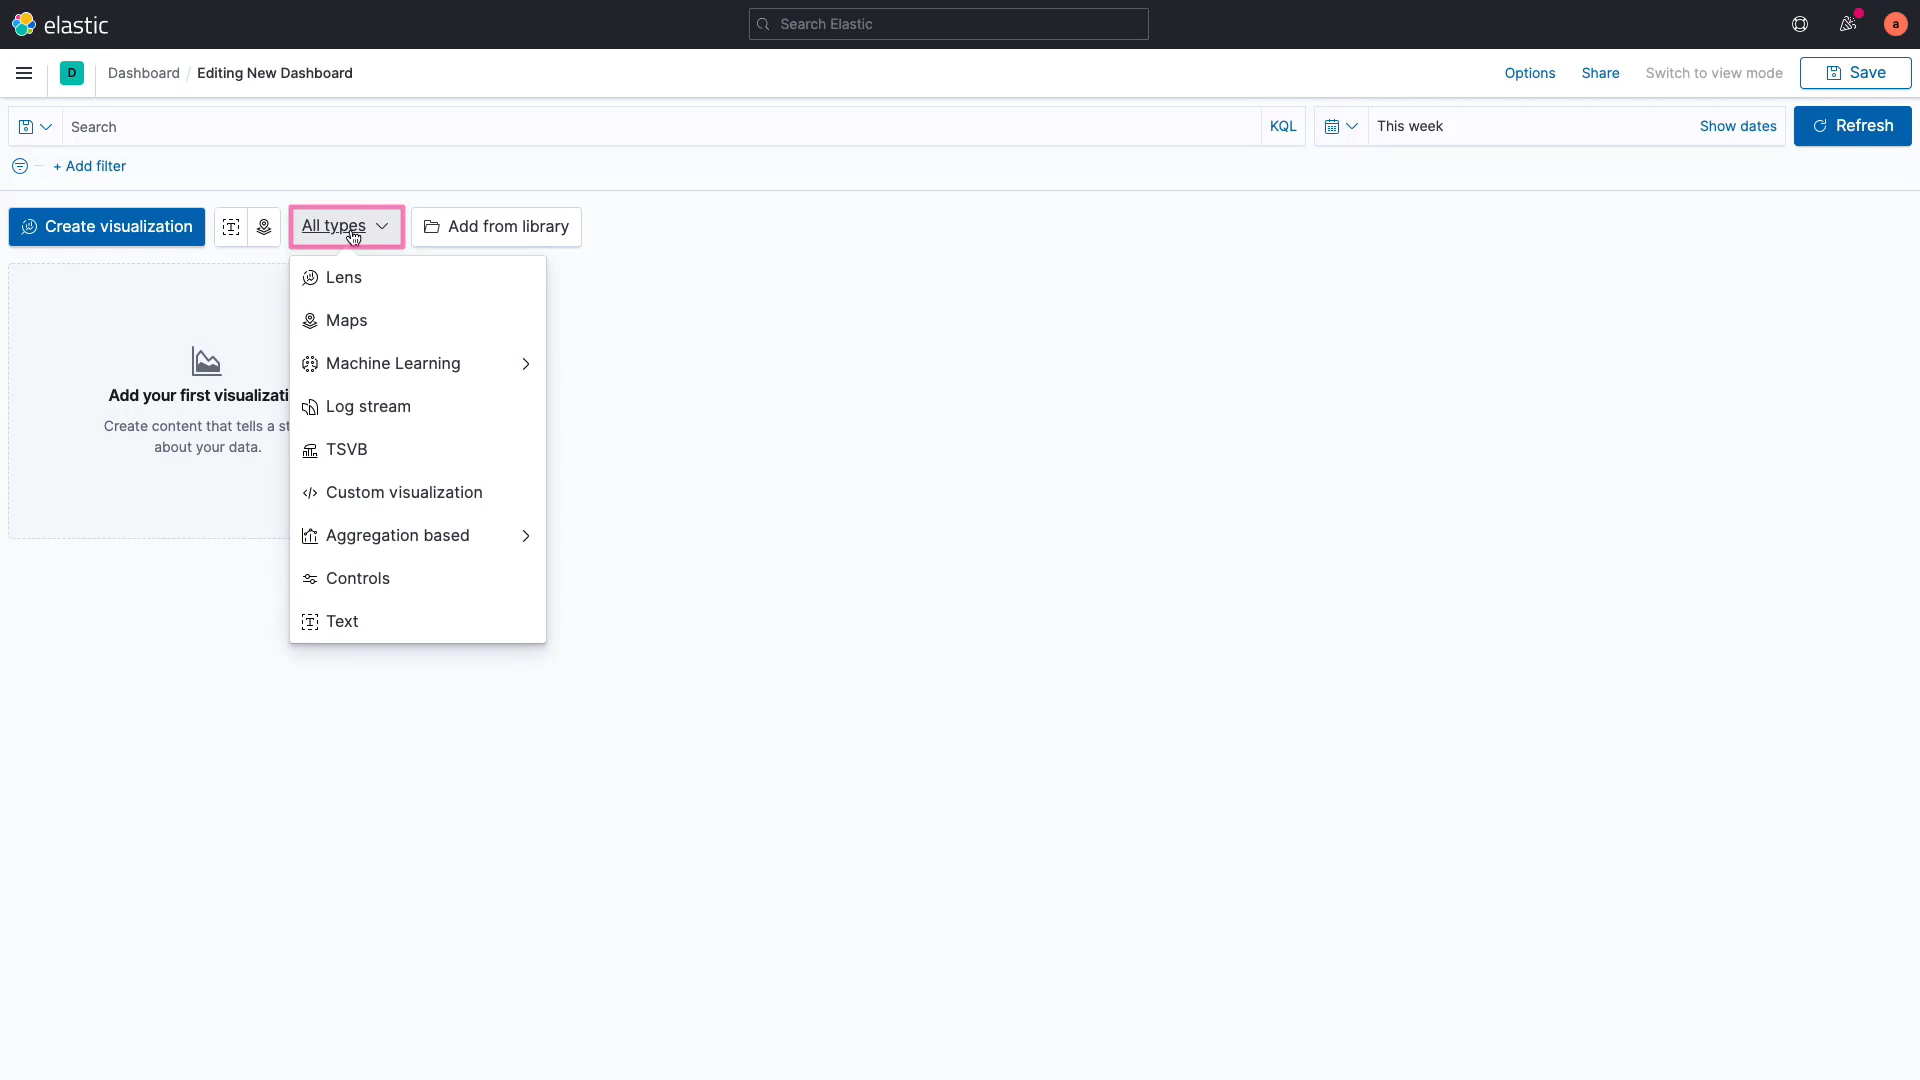 elastic
Search Elastic
a
D
Dashboard / Editing New Dashboard
Options
Share
Switch to view mode
Save
Search
KQL
This week
Show dates
Refresh
+ Add filter
Create visualization
All types
Add from library
Add your first visualizati
Create content that tells a st
about your data.
Lens
Maps
Machine Learning
Log stream
TSVB
Custom visualization
Aggregation based
Controls
Text